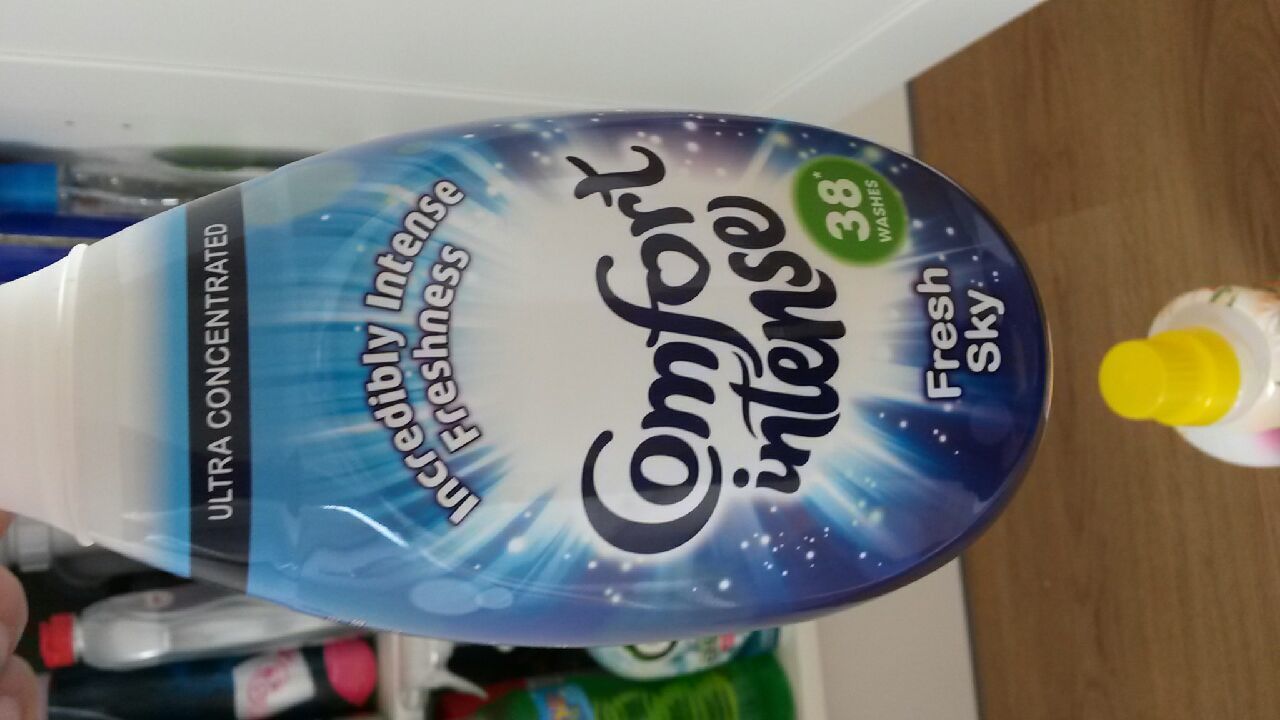 ULTRA CONCENTRATED
Incredibly Intense
Freshness
Comfort
intense
38*
WASHES
Fresh
Sky